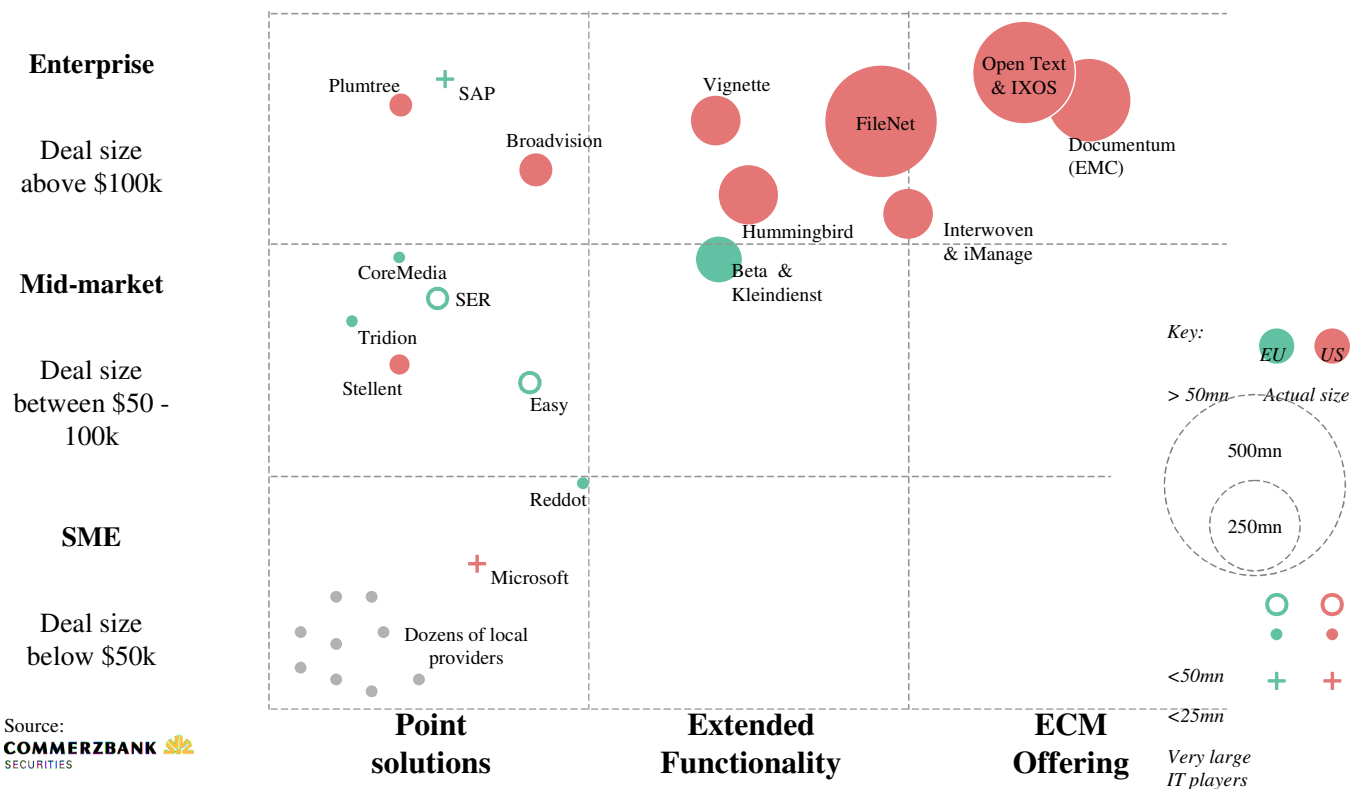 Enterprise
Deal size
above $100k
Mid-market
Deal size
between $50 -
100k
SME
Deal size
below $50k
Plumtree
SAP
Broadvision
Vignette
FileNet
Open Text
& IXOS
Documentum
(EMC)
Hummingbird
Interwoven
& iManage
CoreMedia
SER
Tridion
Stellent
Easy
Beta &
Kleindienst
Reddot
Microsoft
Dozens of local
providers
Key:
EU
US
> 50mn
Actual size
500mn
250mn
<50mn
<25mn
Very large
IT players
Point
solutions
Extended
Functionality
ECM
Offering
Source:
COMMERZBANK
SECURITIES